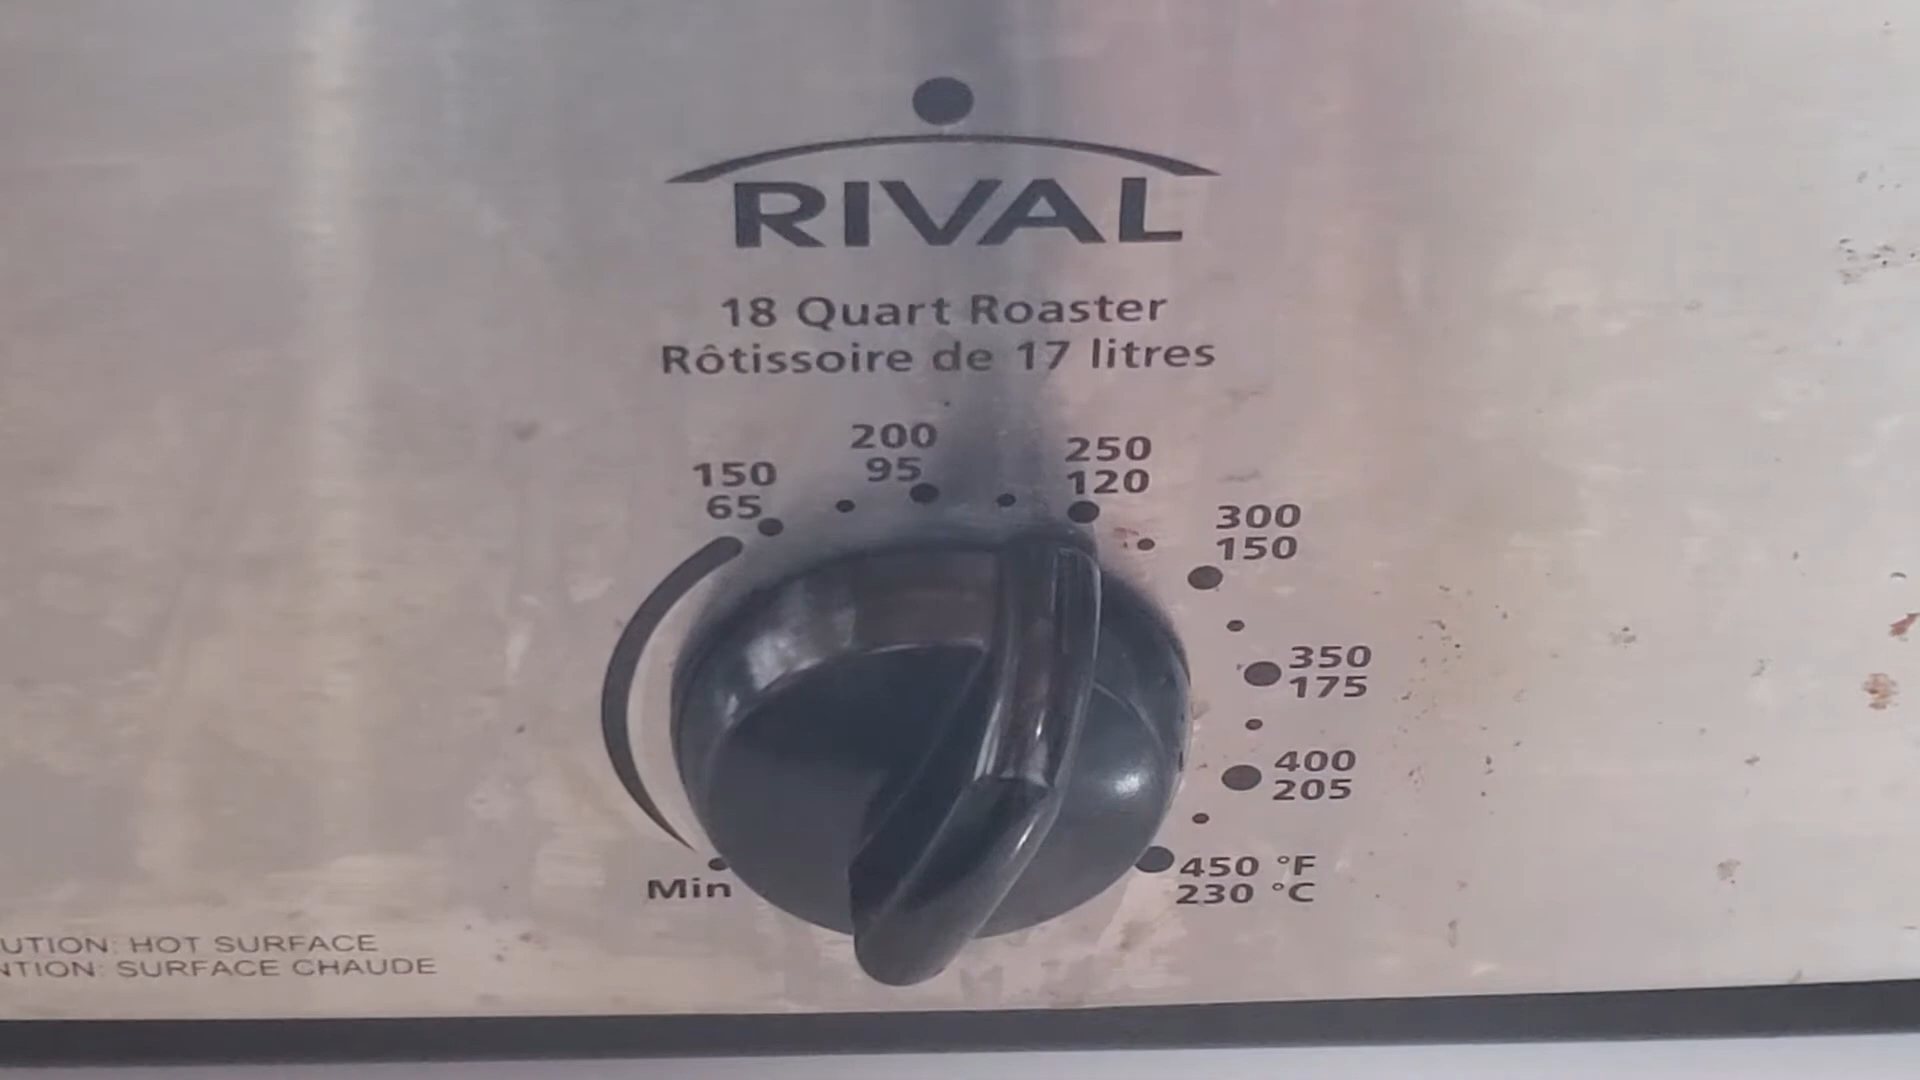 RIVAL
18 Quart Roaster
Rôtissoire de 17 litres
150
65
200
95
250
120
300
150
350
175
400
205
450 °F
230 °C
Min
UTION: HOT SURFACE
NTION: SURFACE CHAUDE